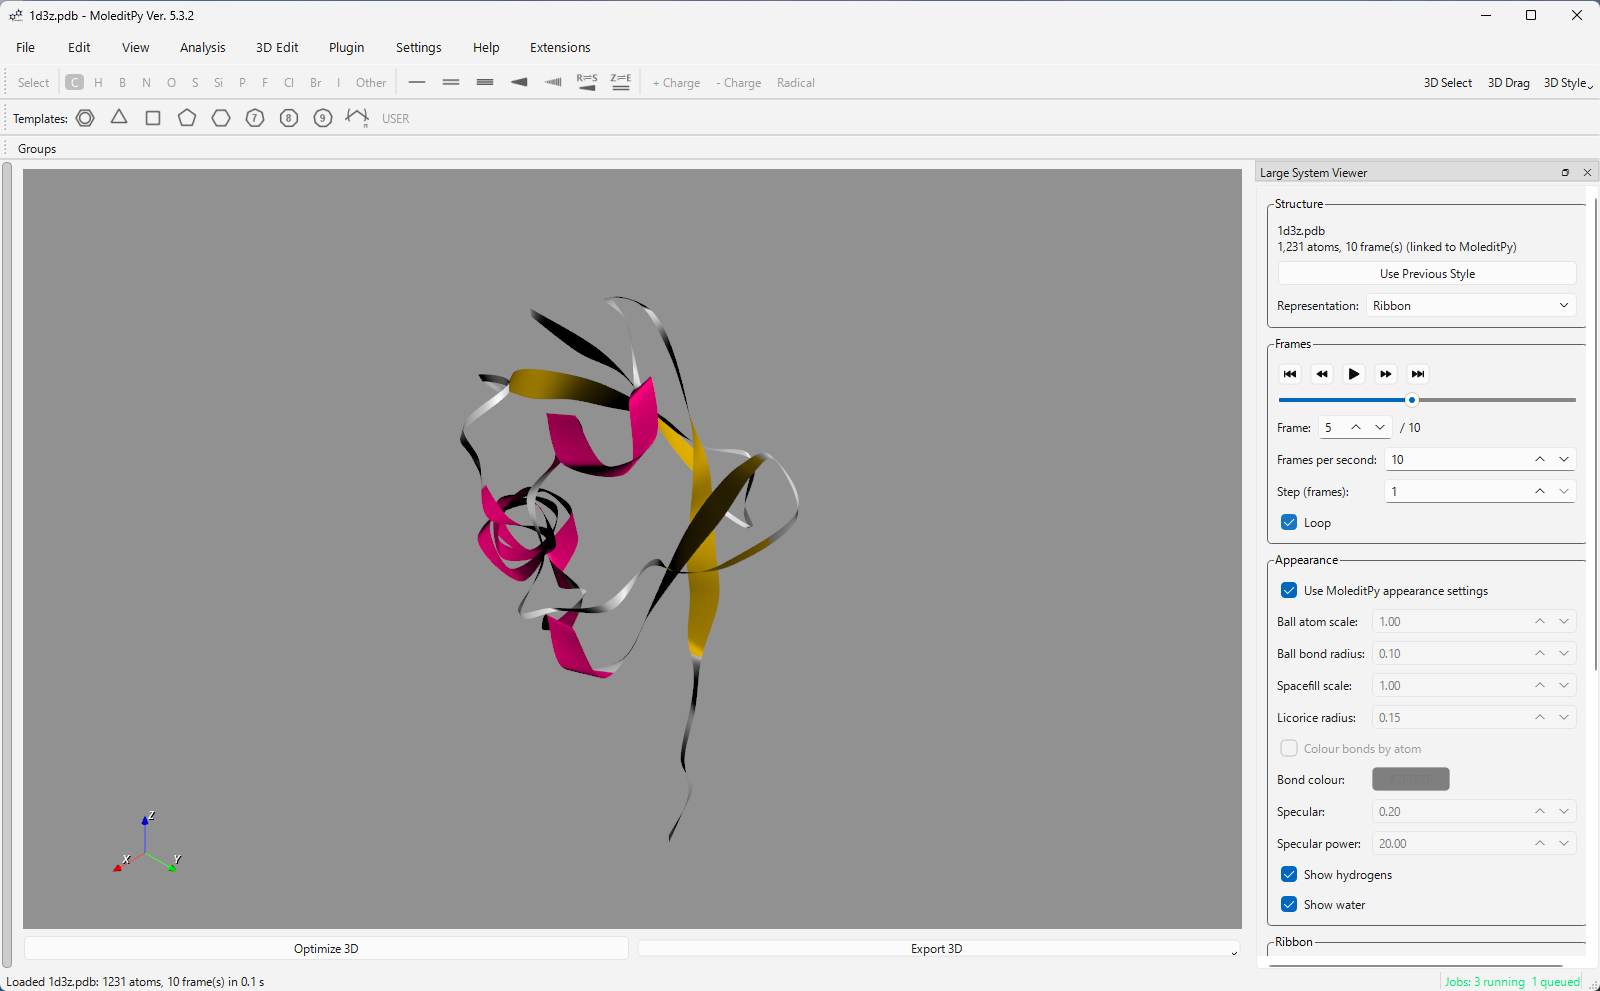 1d3z.pdb - MoleditPy Ver. 5.3.2
File Edit View Analysis 3D Edit Plugin Settings Help Extensions
Select C H B N O S Si P F Cl Br I Other R⇌S Z⇌E + Charge - Charge Radical 3D Select 3D Drag 3D Style
Templates: 7 8 9 n USER
Groups
Large System Viewer
Structure
1d3z.pdb
1,231 atoms, 10 frame(s) (linked to MoleditPy)
Use Previous Style
Representation: Ribbon
Frames
Frame: 5 / 10
Frames per second: 10
Step (frames): 1
Loop
Appearance
Use MoleditPy appearance settings
Ball atom scale: 1.00
Ball bond radius: 0.10
Spacefill scale: 1.00
Licorice radius: 0.15
Colour bonds by atom
Bond colour:
Specular: 0.20
Specular power: 20.00
Show hydrogens
Show water
Ribbon
Z
X Y
Optimize 3D Export 3D
Loaded 1d3z.pdb: 1231 atoms, 10 frame(s) in 0.1 s Jobs: 3 running 1 queued